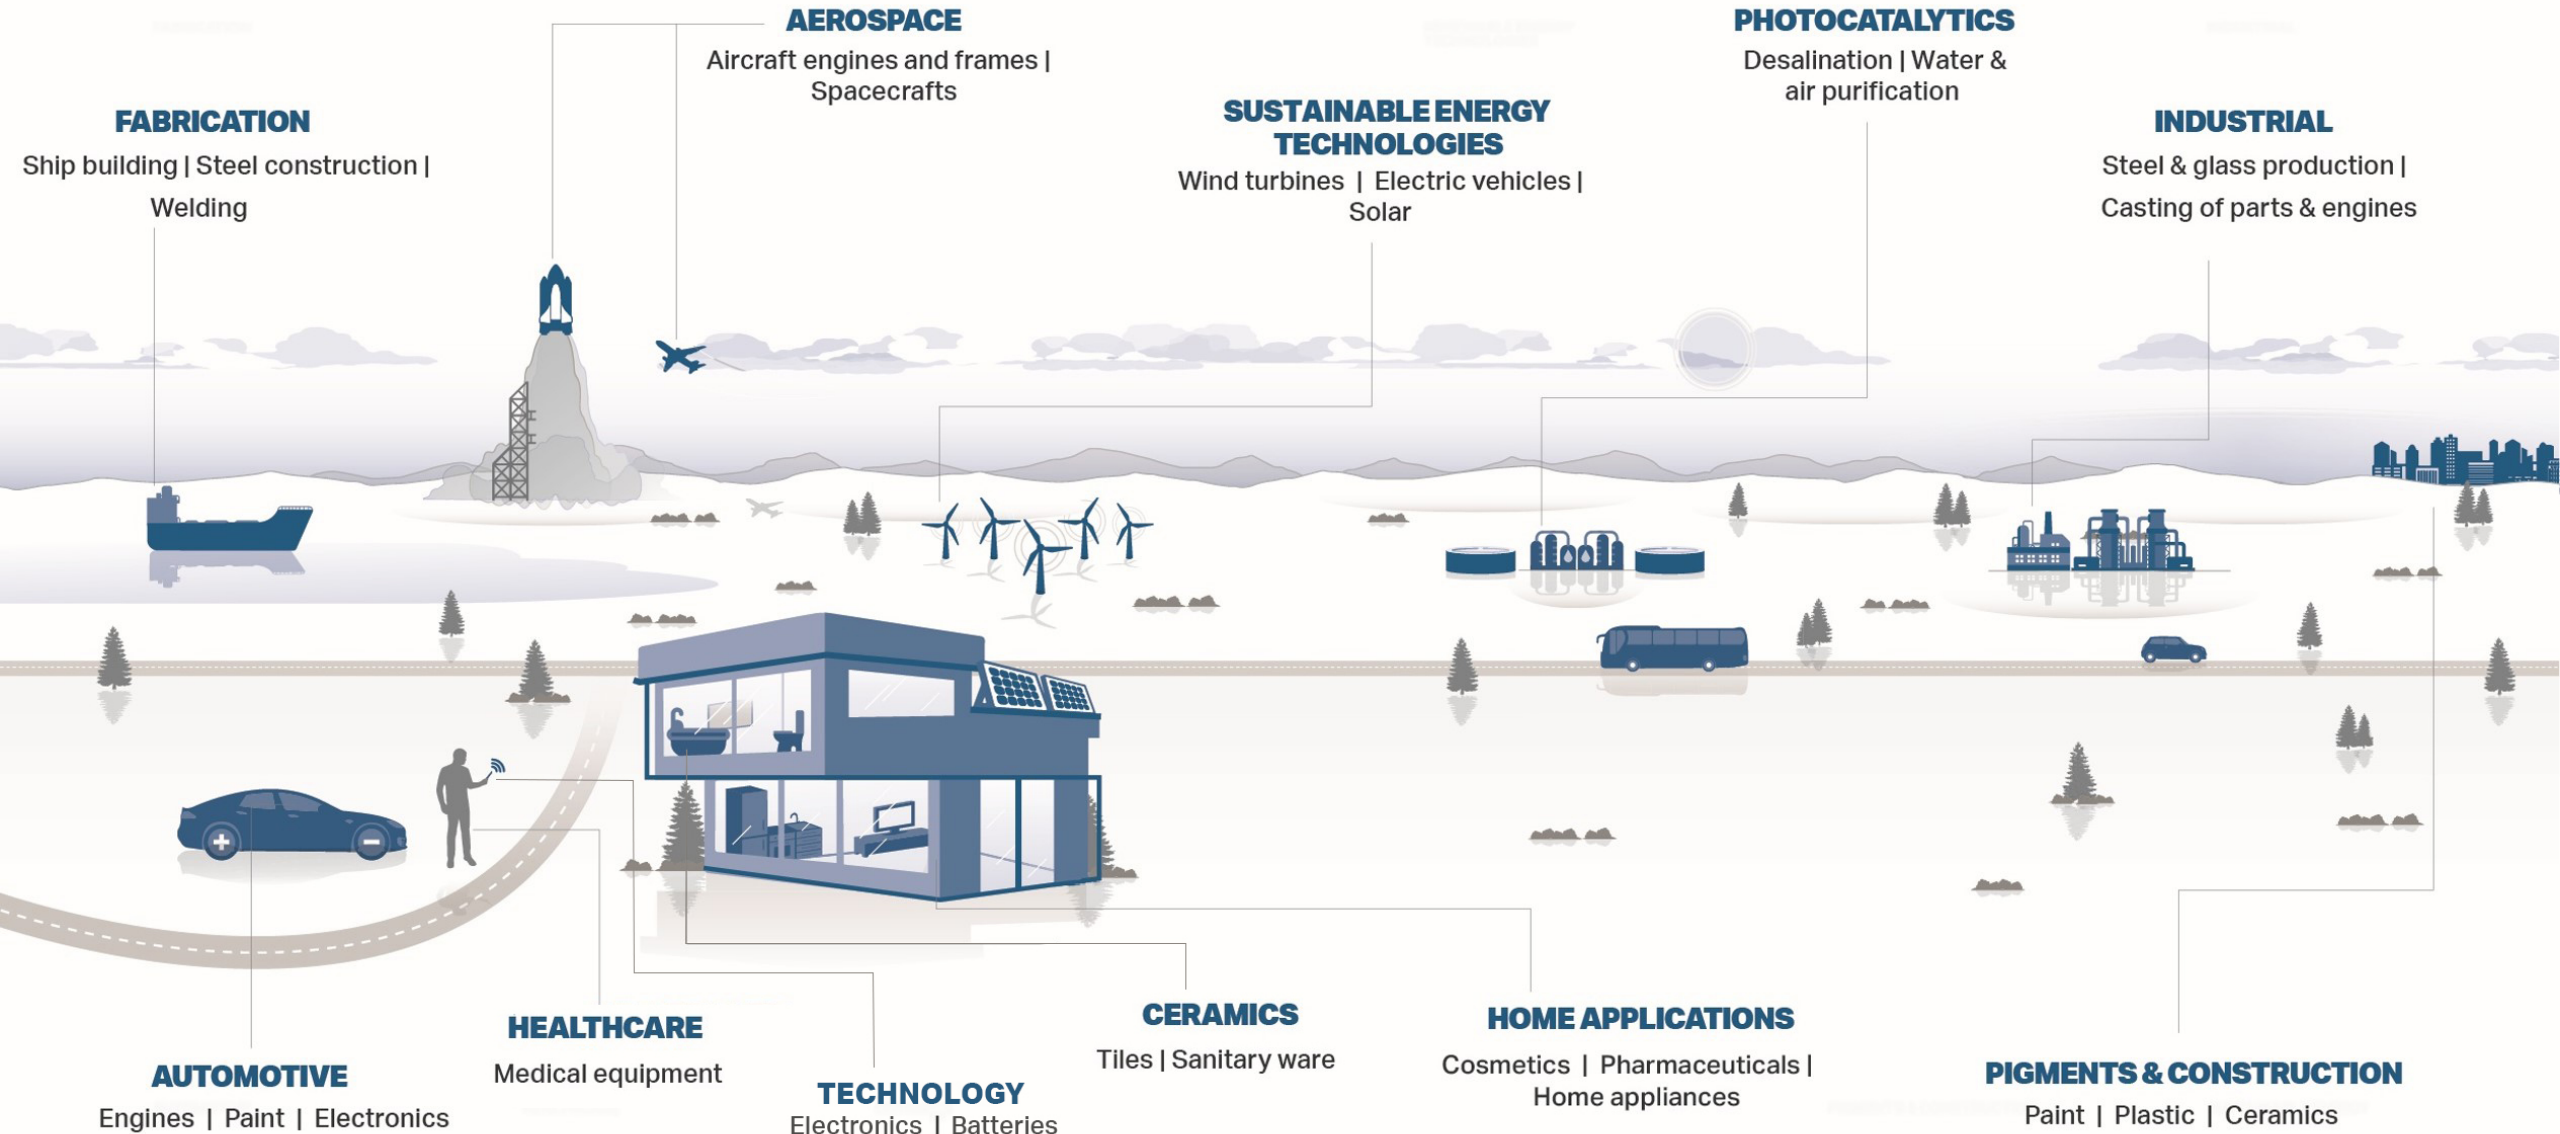 AEROSPACE
Aircraft engines and frames |
Spacecrafts
PHOTOCATALYTICS
Desalination | Water &
air purification
FABRICATION
Ship building | Steel construction |
Welding
SUSTAINABLE ENERGY
TECHNOLOGIES
Wind turbines | Electric vehicles |
Solar
INDUSTRIAL
Steel & glass production |
Casting of parts & engines
AUTOMOTIVE
Engines | Paint | Electronics
HEALTHCARE
Medical equipment
TECHNOLOGY
Electronics | Batteries
CERAMICS
Tiles | Sanitary ware
HOME APPLICATIONS
Cosmetics | Pharmaceuticals |
Home appliances
PIGMENTS & CONSTRUCTION
Paint | Plastic | Ceramics